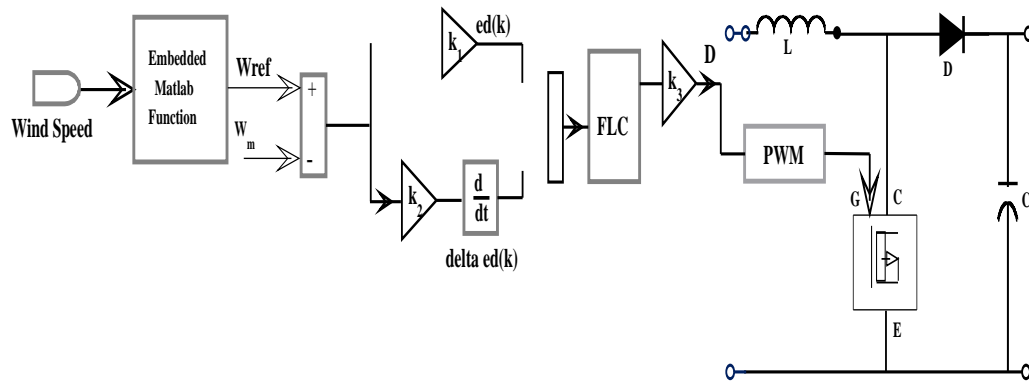 Wind Speed
Embedded
Matlab
Function
Wref
W
m
+
-
k
1
ed(k)
k
2
d
dt
delta ed(k)
FLC
k
3
D
PWM
L
D
G
C
E